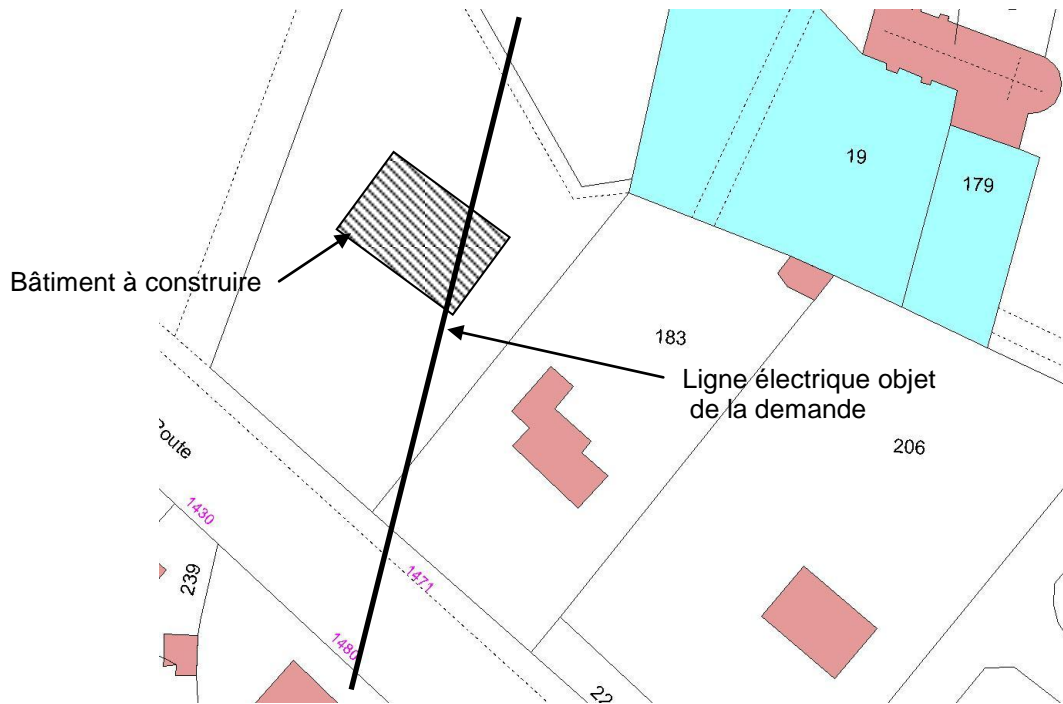 19
179
Bâtiment à construire
183
Ligne électrique objet
de la demande
206
Route
1430
1471
239
1480
22